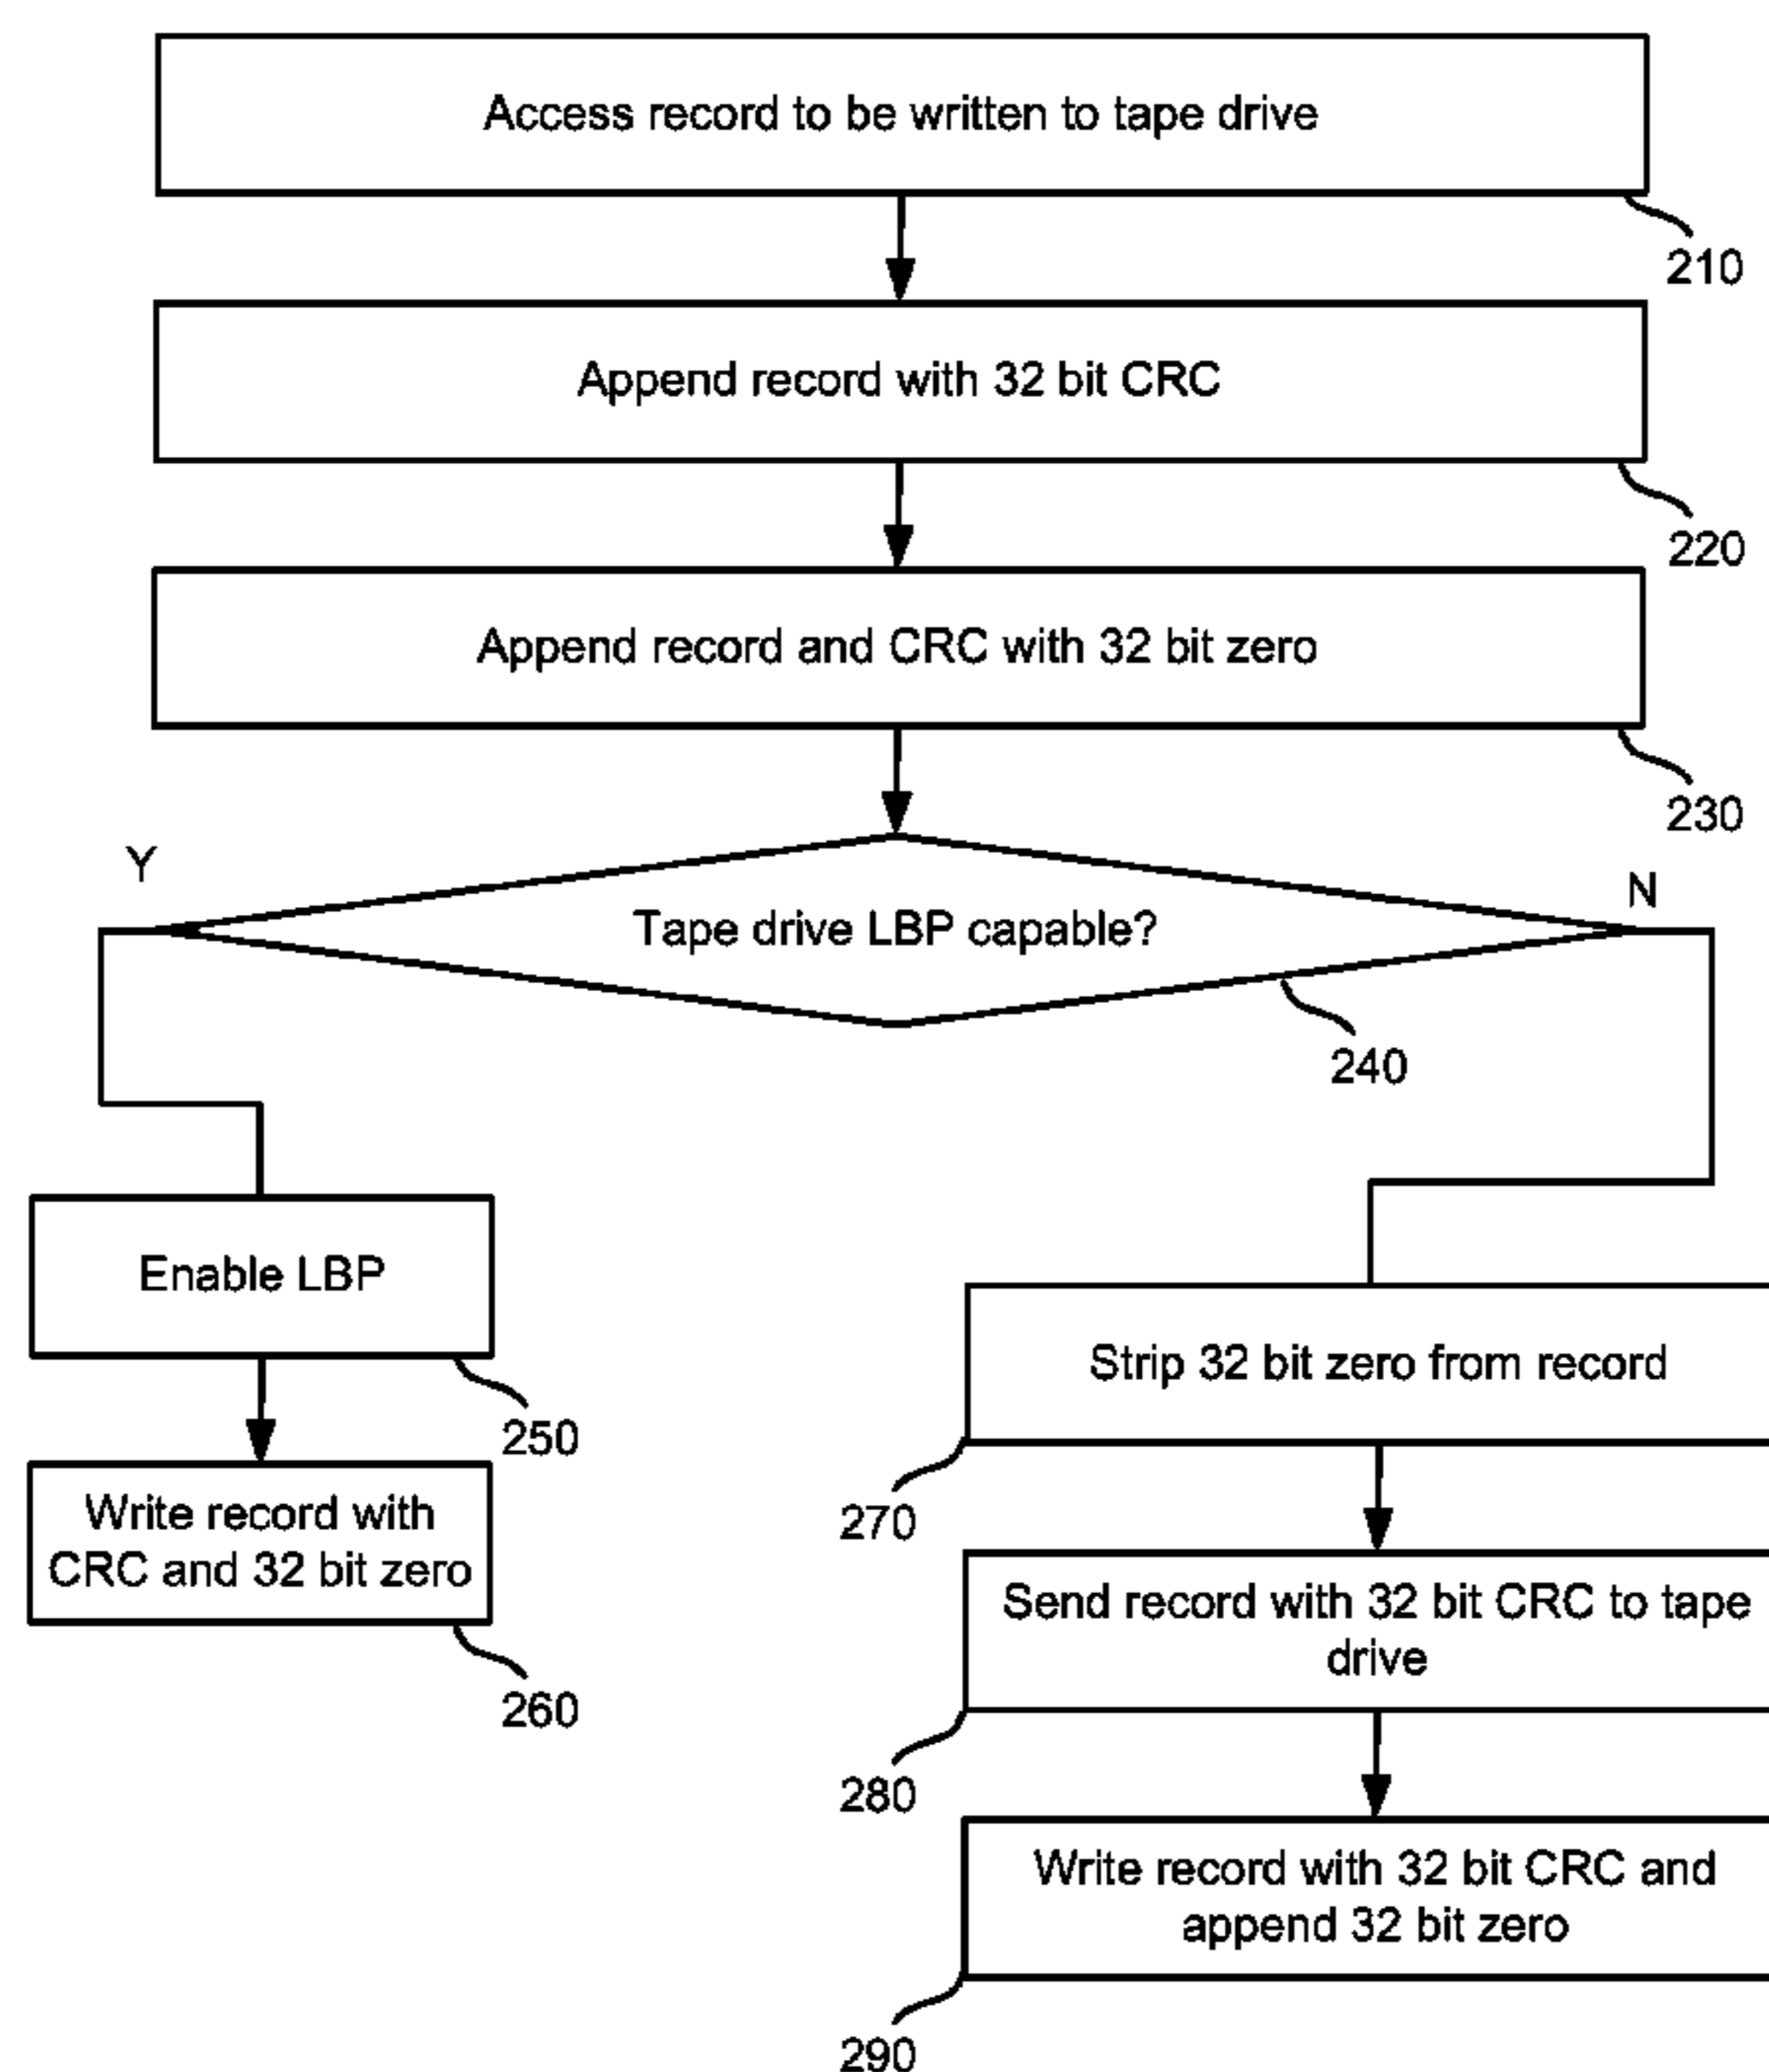 Access record to be written to tape drive
210
Append record with 32 bit CRC
220
Append record and CRC with 32 bit zero
230
Y
N
Tape drive LBP capable?
240
Enable LBP
250
Write record with
CRC and 32 bit zero
260
Strip 32 bit zero from record
270
Send record with 32 bit CRC to tape
drive
280
Write record with 32 bit CRC and
append 32 bit zero
290